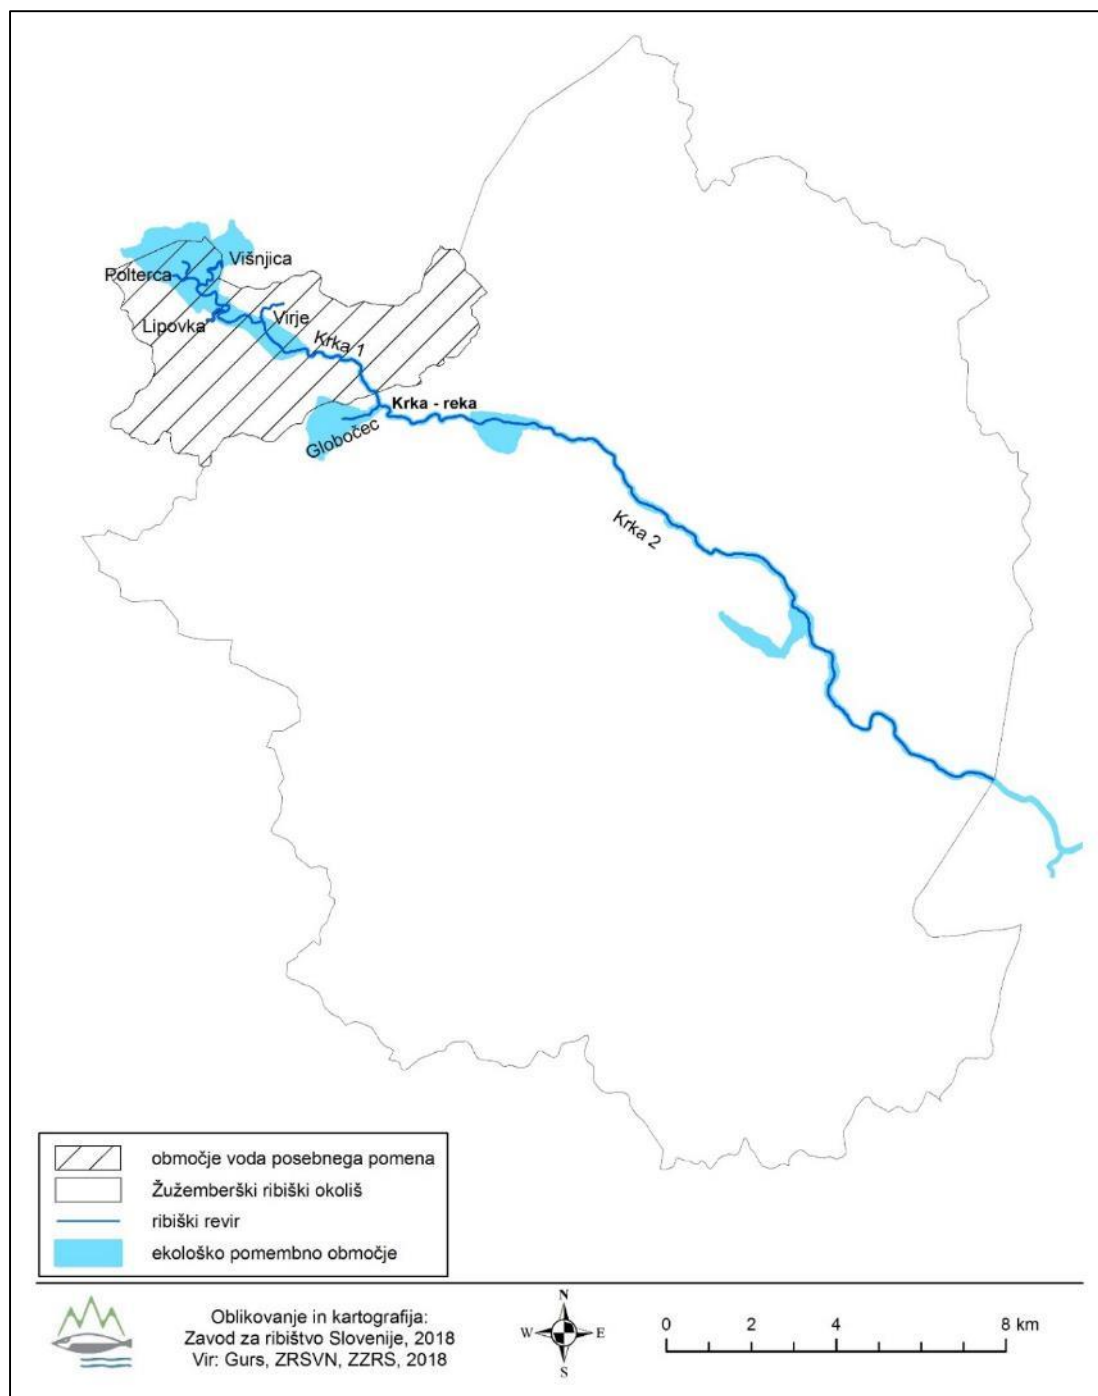 Višnjica
Polterca
Lipovka
Virje
Krka 1
Krka - reka
Globočec
Krka 2
območje voda posebnega pomena
Žužemberški ribiški okoliš
ribiški revir
ekološko pomembno območje
Oblikovanje in kartografija:
Zavod za ribištvo Slovenije, 2018
Vir: Gurs, ZRSVN, ZZRS, 2018
N
W E
S
0 2 4 8 km